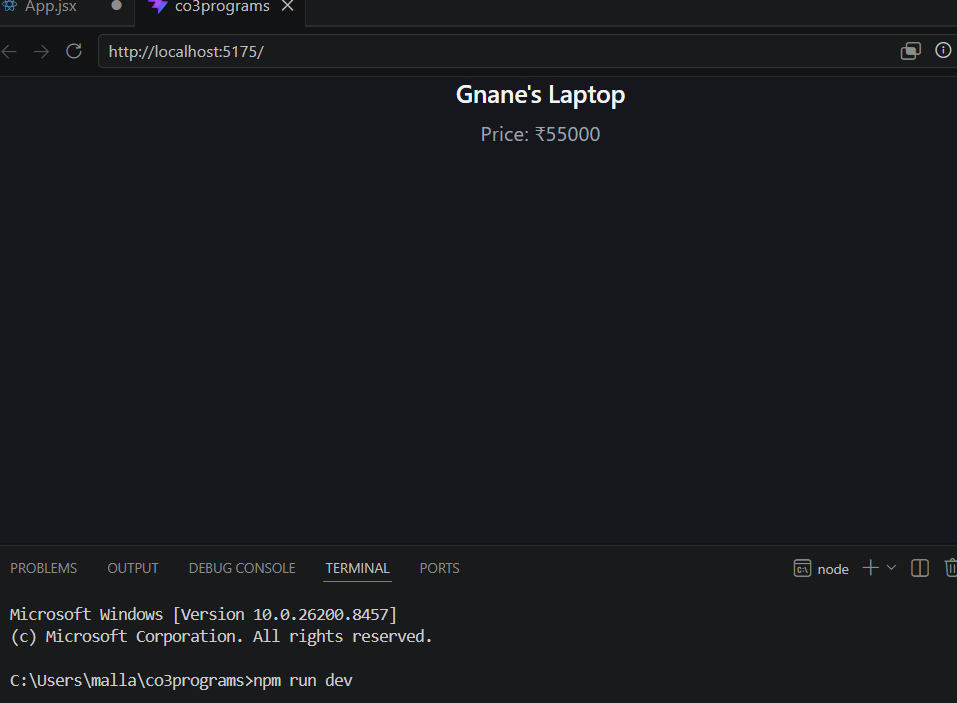 App.jsx co3programs
http://localhost:5175/
Gnane's Laptop
Price: ₹55000
PROBLEMS OUTPUT DEBUG CONSOLE TERMINAL PORTS node
Microsoft Windows [Version 10.0.26200.8457]
(c) Microsoft Corporation. All rights reserved.
C:\Users\malla\co3programs>npm run dev